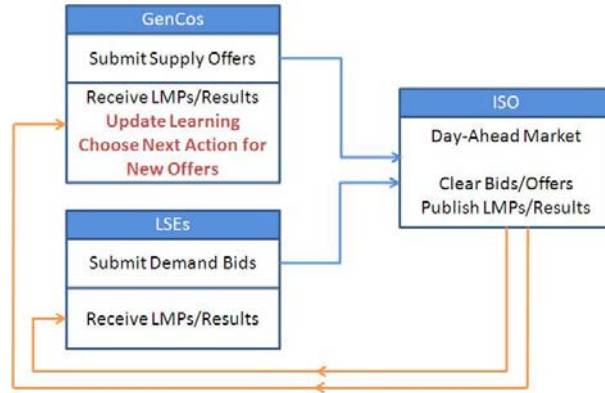 GenCos
Submit Supply Offers
Receive LMPs/Results
Update Learning
Choose Next Action for
New Offers
LSEs
Submit Demand Bids
Receive LMPs/Results
ISO
Day-Ahead Market
Clear Bids/Offers
Publish LMPs/Results